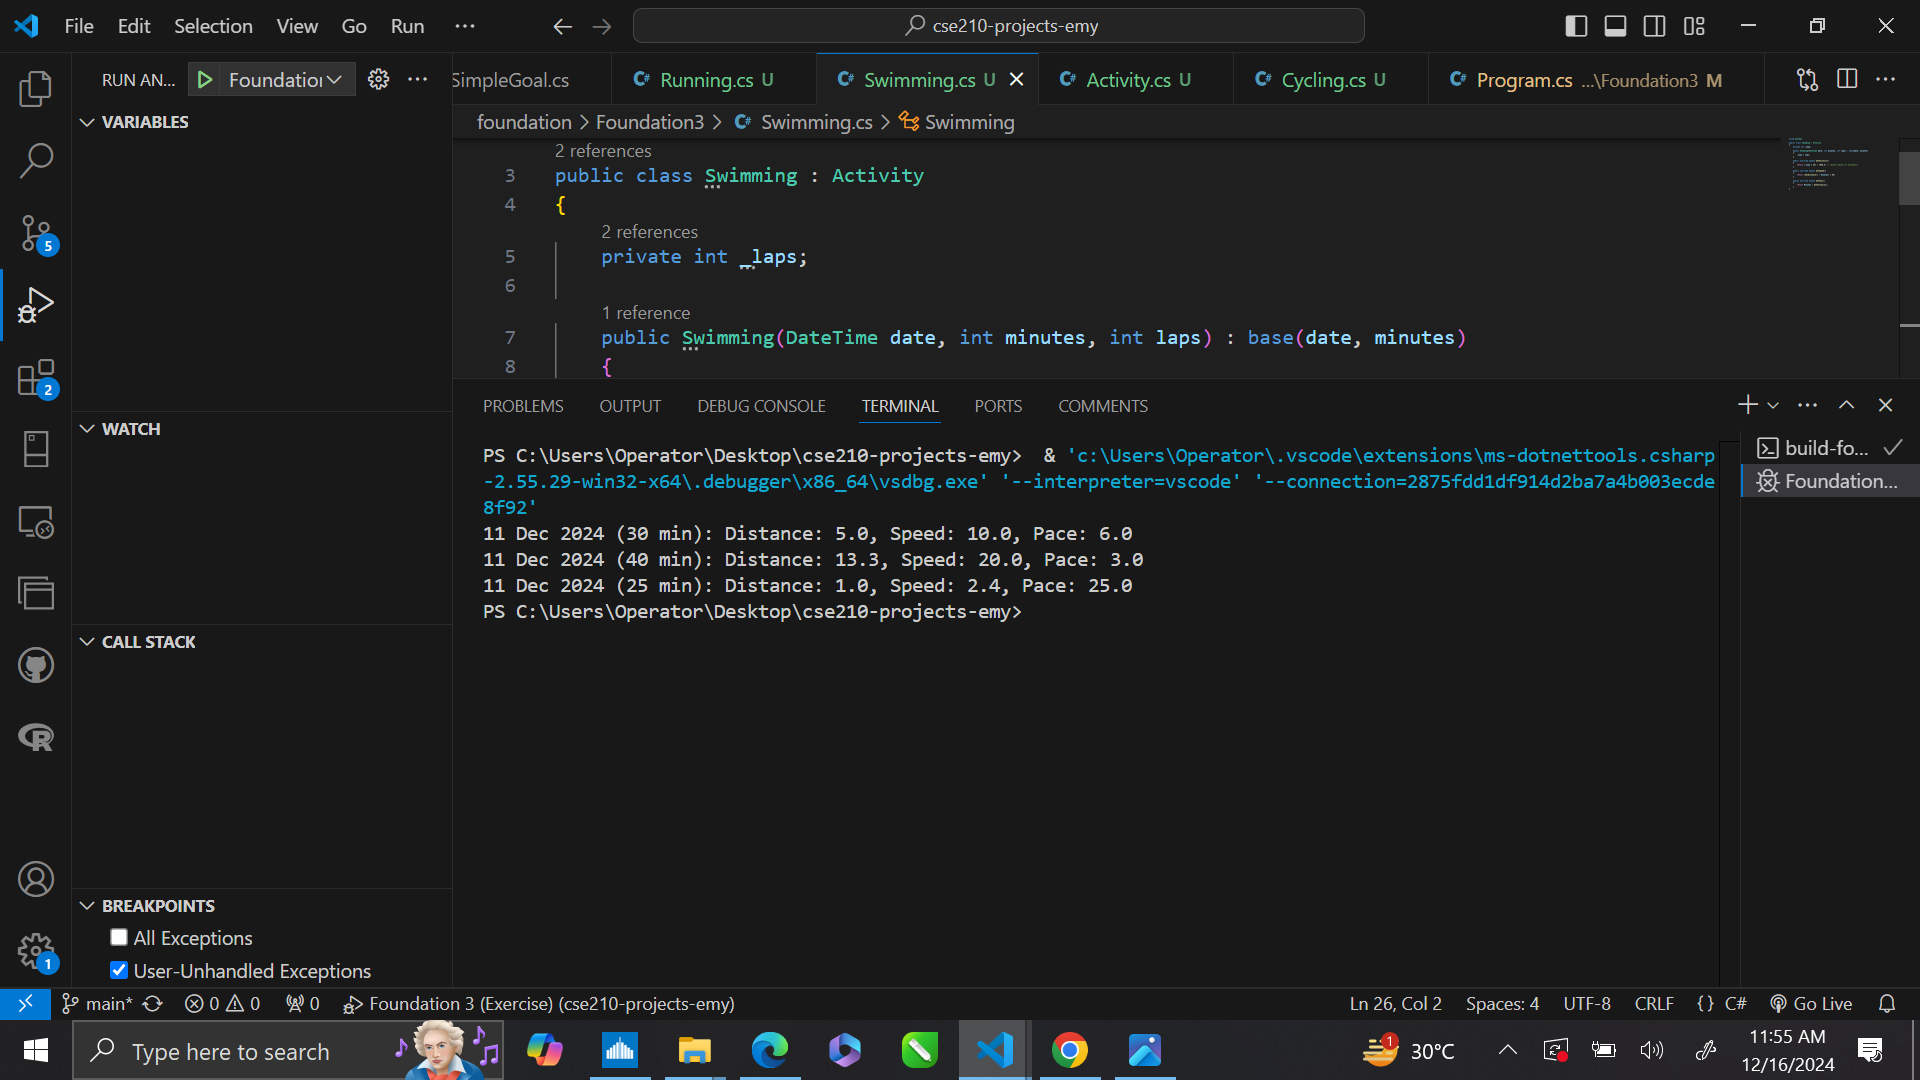 File Edit Selection View Go Run
cse210-projects-emy
RUN AN...
Foundation
SimpleGoal.cs
Running.cs U
Swimming.cs U
Activity.cs U
Cycling.cs U
Program.cs ...\Foundation3 M
foundation > Foundation3 > Swimming.cs > Swimming
VARIABLES
2 references
3 public class Swimming : Activity
4 {
2 references
5 private int _laps;
6
1 reference
7 public Swimming(DateTime date, int minutes, int laps) : base(date, minutes)
8 {
PROBLEMS OUTPUT DEBUG CONSOLE TERMINAL PORTS COMMENTS
WATCH
PS C:\Users\Operator\Desktop\cse210-projects-emy> & 'c:\Users\Operator\.vscode\extensions\ms-dotnettools.csharp
-2.55.29-win32-x64\.debugger\x86_64\vsdbg.exe' '--interpreter=vscode' '--connection=2875fdd1df914d2ba7a4b003ecde
8f92'
11 Dec 2024 (30 min): Distance: 5.0, Speed: 10.0, Pace: 6.0
11 Dec 2024 (40 min): Distance: 13.3, Speed: 20.0, Pace: 3.0
11 Dec 2024 (25 min): Distance: 1.0, Speed: 2.4, Pace: 25.0
PS C:\Users\Operator\Desktop\cse210-projects-emy>
build-fo...
Foundation...
5
2
CALL STACK
BREAKPOINTS
All Exceptions
User-Unhandled Exceptions
1
main* 0 0 0 Foundation 3 (Exercise) (cse210-projects-emy)
Ln 26, Col 2 Spaces: 4 UTF-8 CRLF {} C# Go Live
Type here to search
1
30°C
11:55 AM
12/16/2024